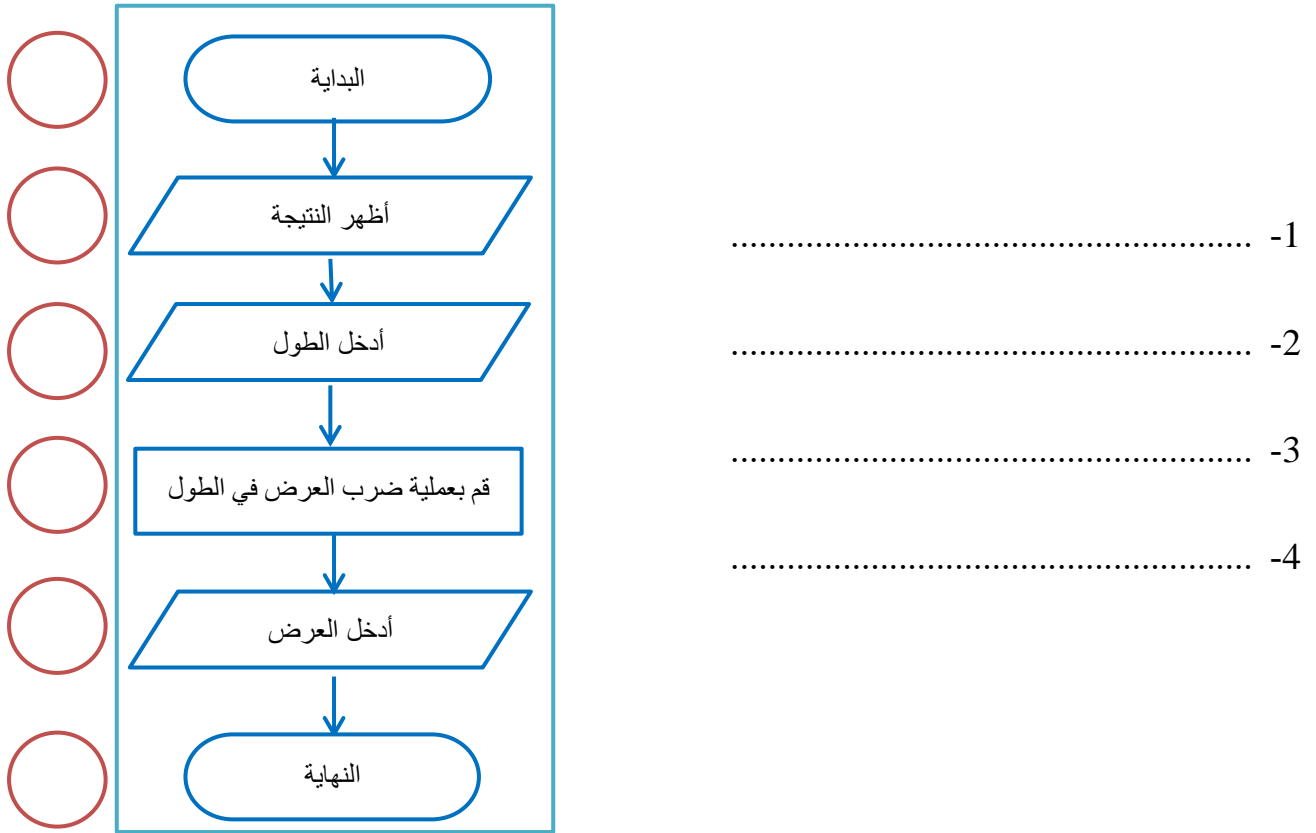 البداية
أظهر النتيجة
أدخل الطول
قم بعملية ضرب العرض في الطول
أدخل العرض
النهاية
1- ........................................................
2- ........................................................
3- ........................................................
4- ........................................................